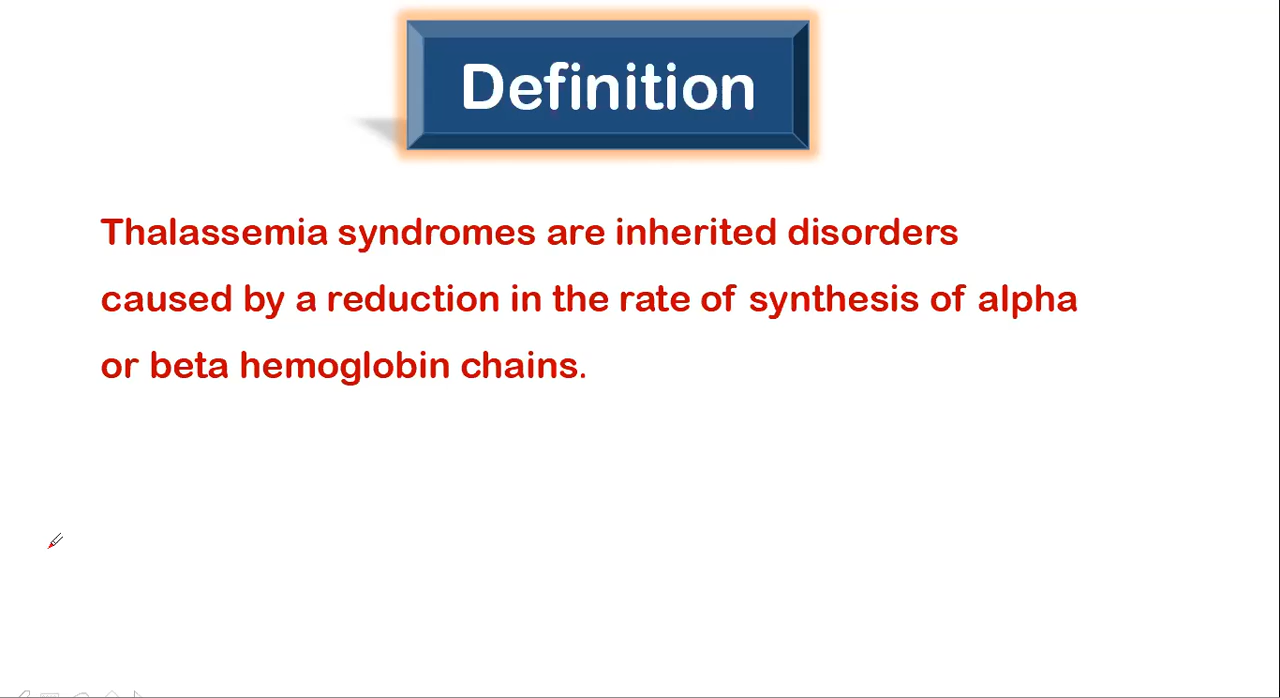 Definition
Thalassemia syndromes are inherited disorders
caused by a reduction in the rate of synthesis of alpha
or beta hemoglobin chains.